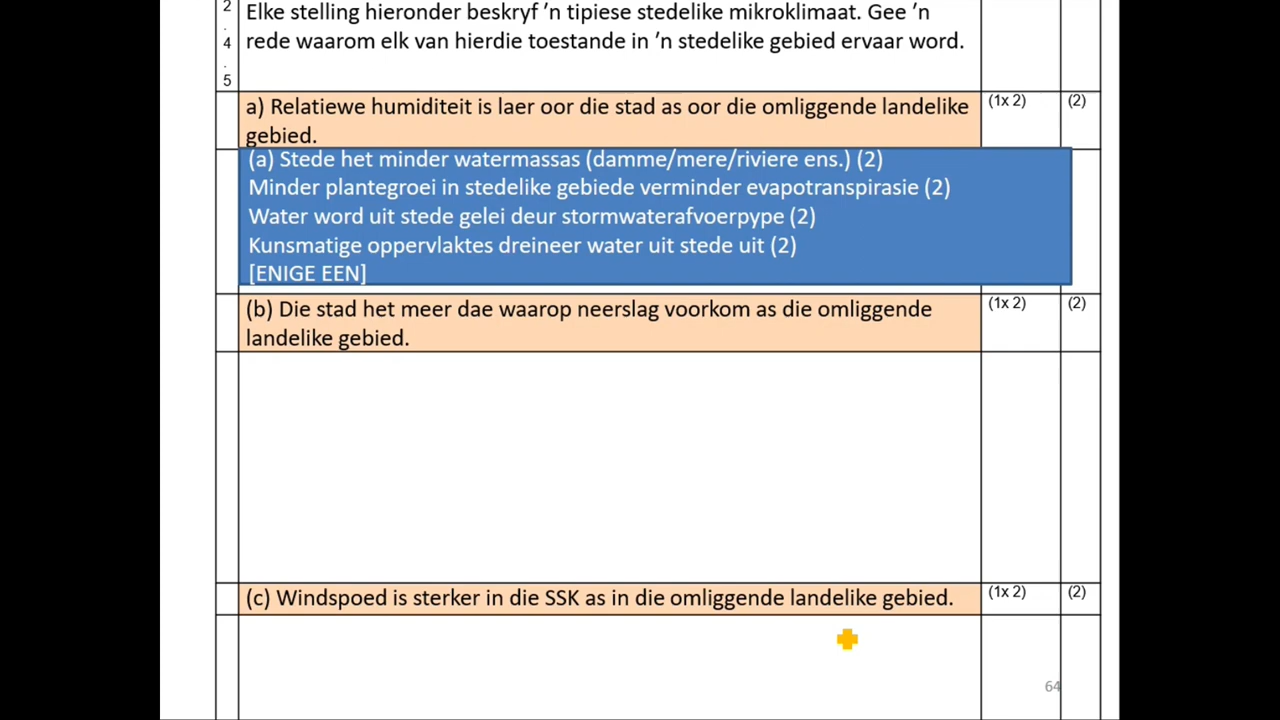 2
.
4
.
5
Elke stelling hieronder beskryf ’n tipiese stedelike mikroklimaat. Gee ’n
rede waarom elk van hierdie toestande in ’n stedelike gebied ervaar word.
a) Relatiewe humiditeit is laer oor die stad as oor die omliggende landelike
gebied.
(1x 2)
(2)
(a) Stede het minder watermassas (damme/mere/riviere ens.) (2)
Minder plantegroei in stedelike gebiede verminder evapotranspirasie (2)
Water word uit stede gelei deur stormwaterafvoerpype (2)
Kunsmatige oppervlaktes dreineer water uit stede uit (2)
[ENIGE EEN]
(b) Die stad het meer dae waarop neerslag voorkom as die omliggende
landelike gebied.
(1x 2)
(2)
(c) Windspoed is sterker in die SSK as in die omliggende landelike gebied.
(1x 2)
(2)
64